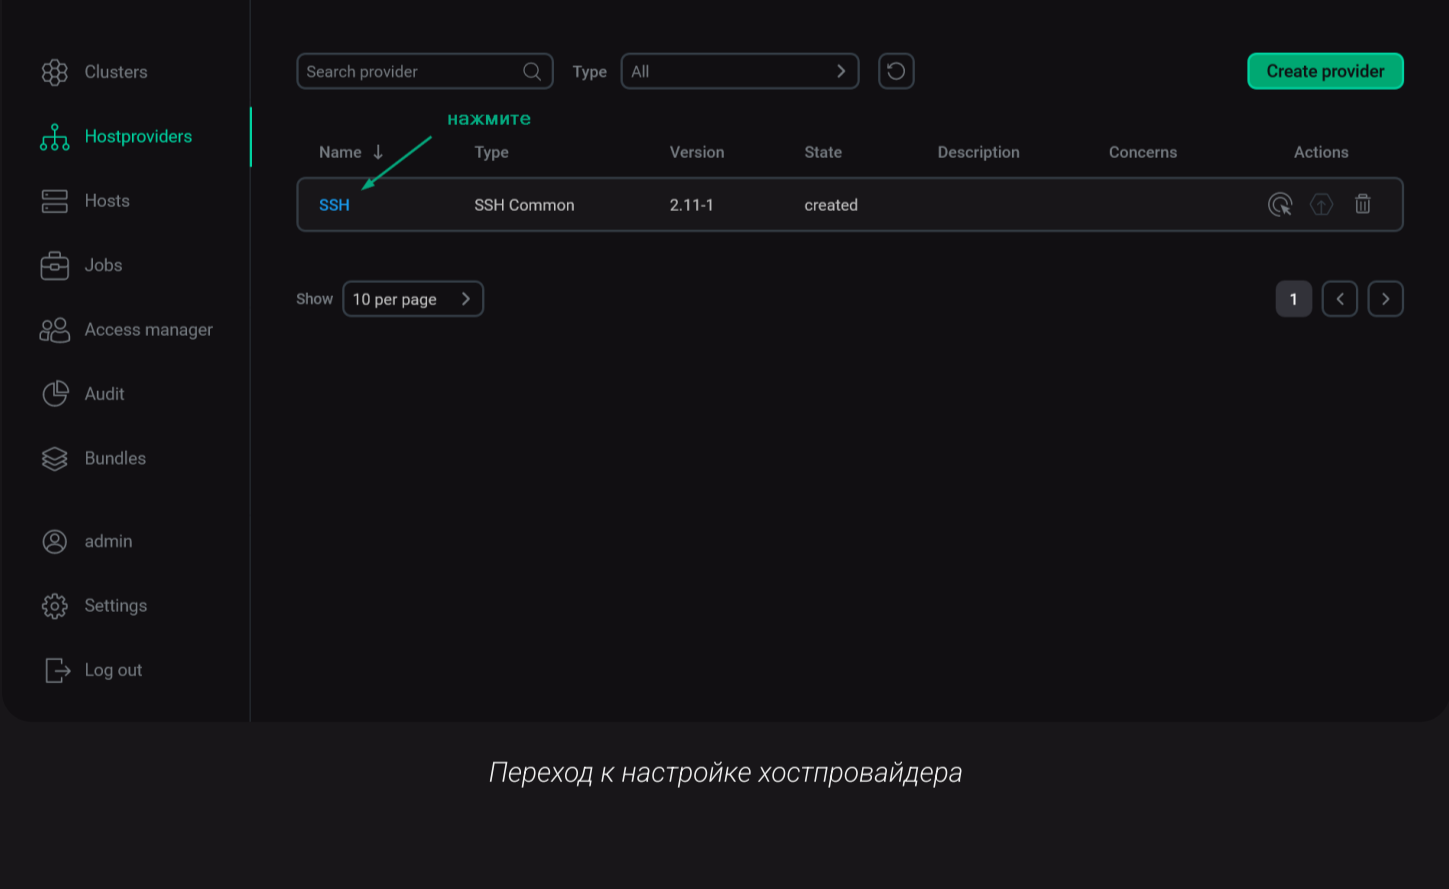 Clusters
Hostproviders
Hosts
Jobs
Access manager
Audit
Bundles
admin
Settings
Log out
Search provider
Type
All
Create provider
нажмите
Name Type Version State Description Concerns Actions
SSH SSH Common 2.11-1 created
Show 10 per page 1
Переход к настройке хостпровайдера